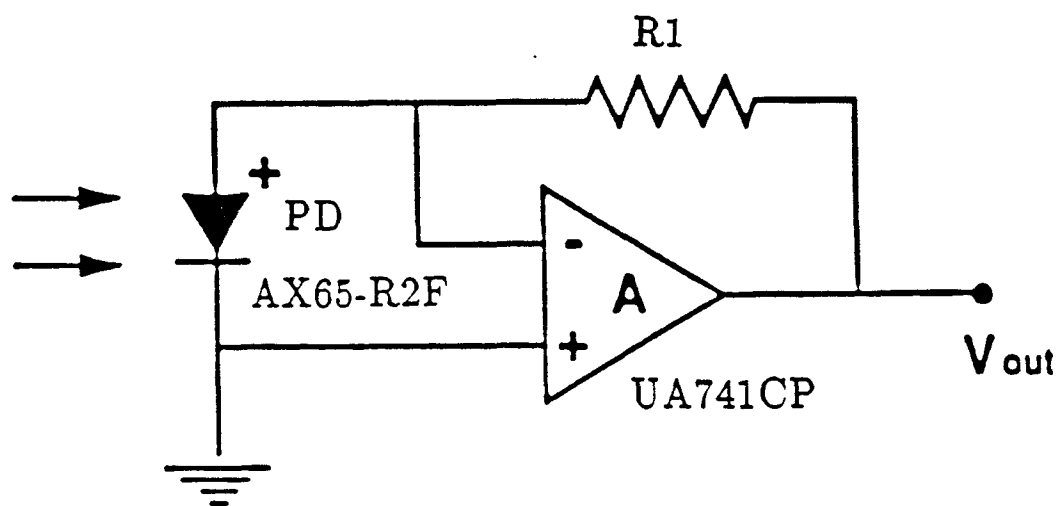 R1
+
PD
AX65-R2F
-
A
+
UA741CP
Vout